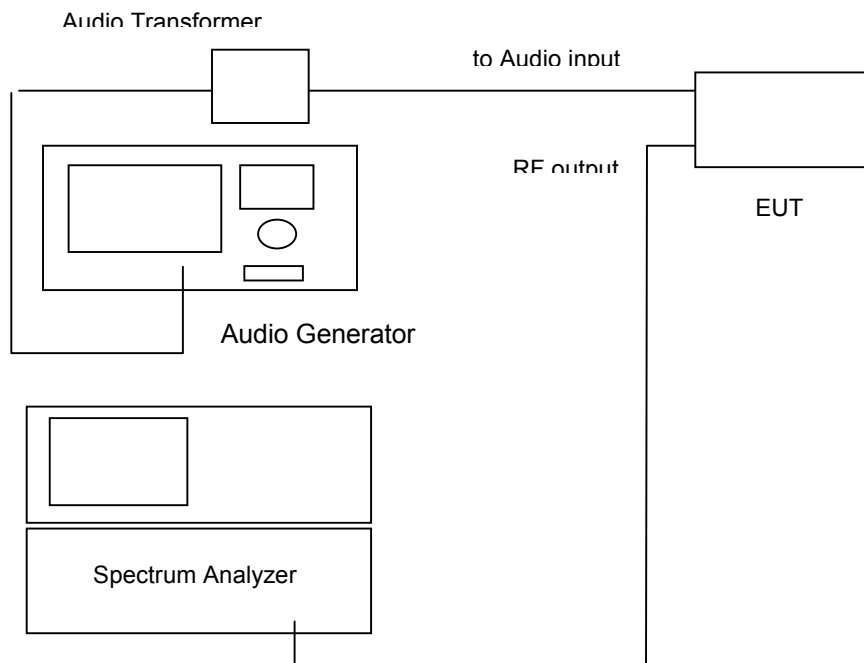 Audio Transformer
to Audio input
RF output
EUT
Audio Generator
Spectrum Analyzer